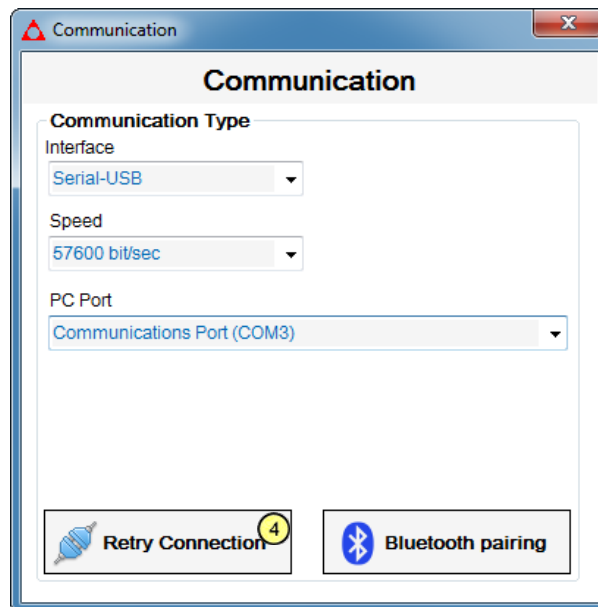 Communication
Communication
Communication Type
Interface
Serial-USB
Speed
57600 bit/sec
PC Port
Communications Port (COM3)
Retry Connection 4
Bluetooth pairing